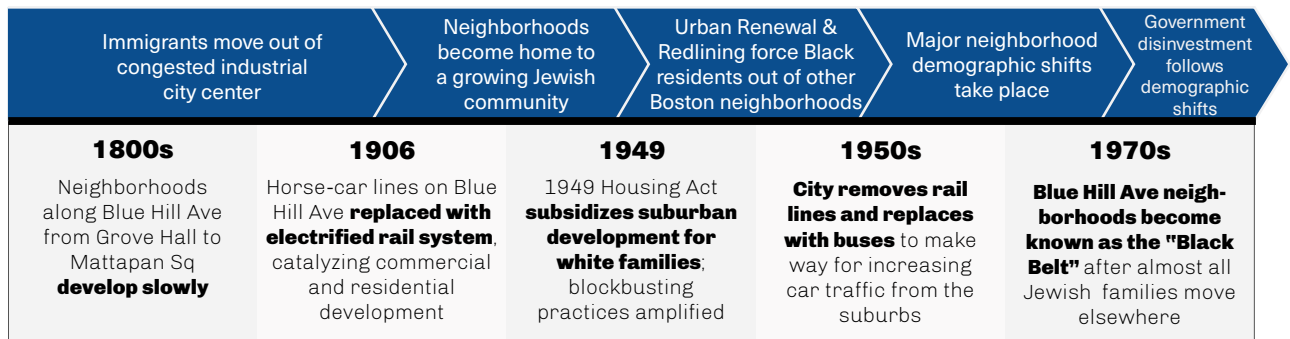 Immigrants move out of
congested industrial
city center
Neighborhoods
become home to
a growing Jewish
community
Urban Renewal &
Redlining force Black
residents out of other
Boston neighborhoods
Major neighborhood
demographic shifts
take place
Government
disinvestment
follows
demographic
shifts
1800s
Neighborhoods
along Blue Hill Ave
from Grove Hall to
Mattapan Sq
develop slowly
1906
Horse-car lines on Blue
Hill Ave replaced with
electrified rail system,
catalyzing commercial
and residential
development
1949
1949 Housing Act
subsidizes suburban
development for
white families;
blockbusting
practices amplified
1950s
City removes rail
lines and replaces
with buses to make
way for increasing
car traffic from the
suburbs
1970s
Blue Hill Ave neigh-
borhoods become
known as the "Black
Belt" after almost all
Jewish families move
elsewhere